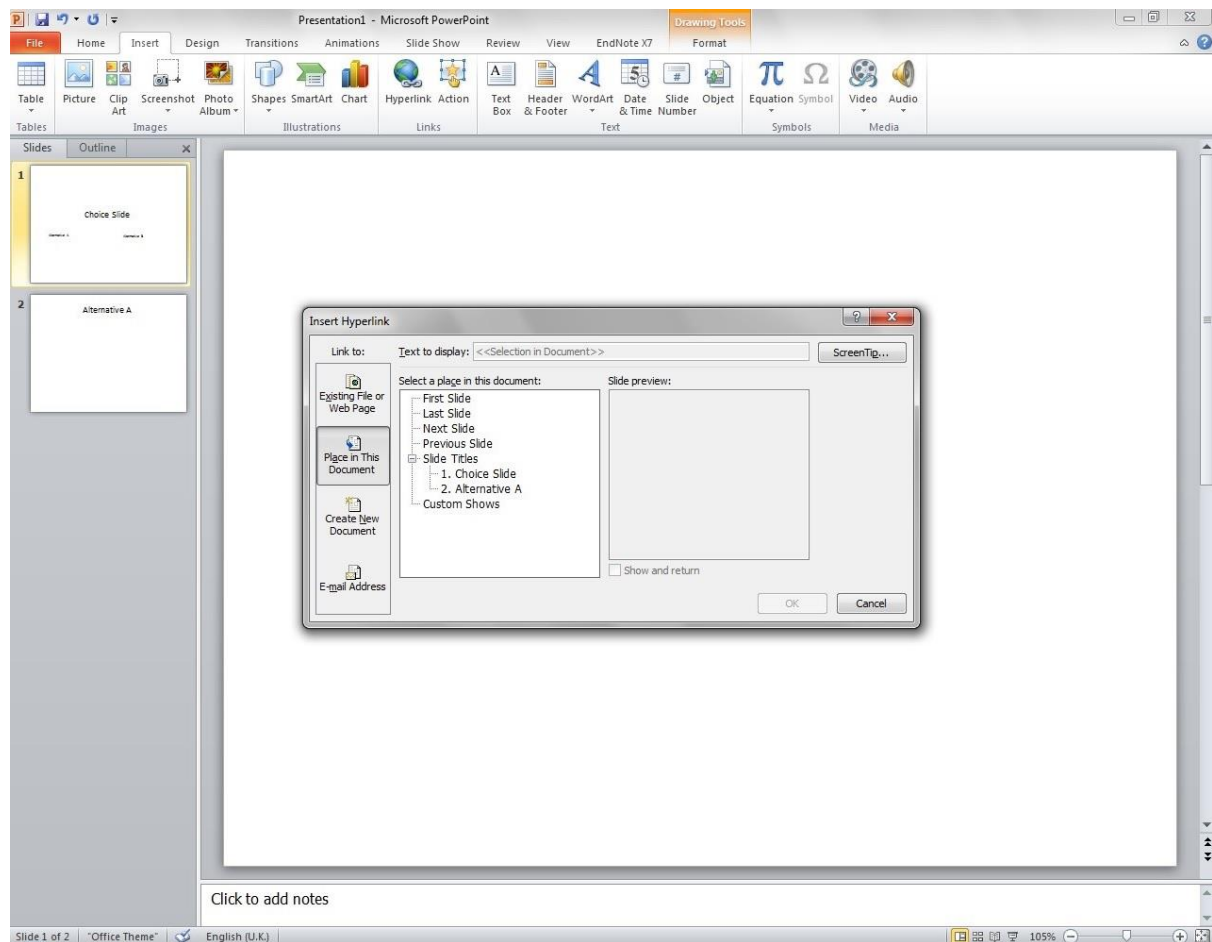 Presentation1 - Microsoft PowerPoint
Drawing Tools
File Home Insert Design Transitions Animations Slide Show Review View EndNote X7 Format
Table Picture Clip Art Screenshot Photo Album Shapes SmartArt Chart Hyperlink Action Text Box Header & Footer WordArt Date & Time Slide Number Object Equation Symbol Video Audio
Tables Images Illustrations Links Text Symbols Media
Slides Outline
1
Choice Slide
2
Alternative A
Insert Hyperlink
Link to:
Text to display: <<Selection in Document>>
ScreenTip...
Existing File or
Web Page
Place in This
Document
Create New
Document
E-mail Address
Select a place in this document:
First Slide
Last Slide
Next Slide
Previous Slide
Slide Titles
1. Choice Slide
2. Alternative A
Custom Shows
Slide preview:
Show and return
OK Cancel
Click to add notes
Slide 1 of 2 "Office Theme" English (U.K.) 105%